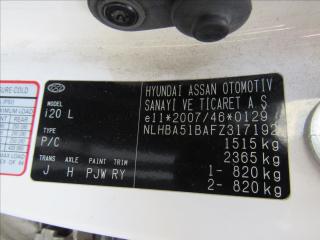 HYUNDAI ASSAN OTOMOTIV
SANAYI VE TICARET A.Ş
e11*2007/46*0129
NLHBA51BAFZ317192
1515 kg
2365 kg
1- 820 kg
2- 820 kg
MODEL
i20 L
TYPE
P/C
TRANS AXLE PAINT TRIM
J H PJW RY